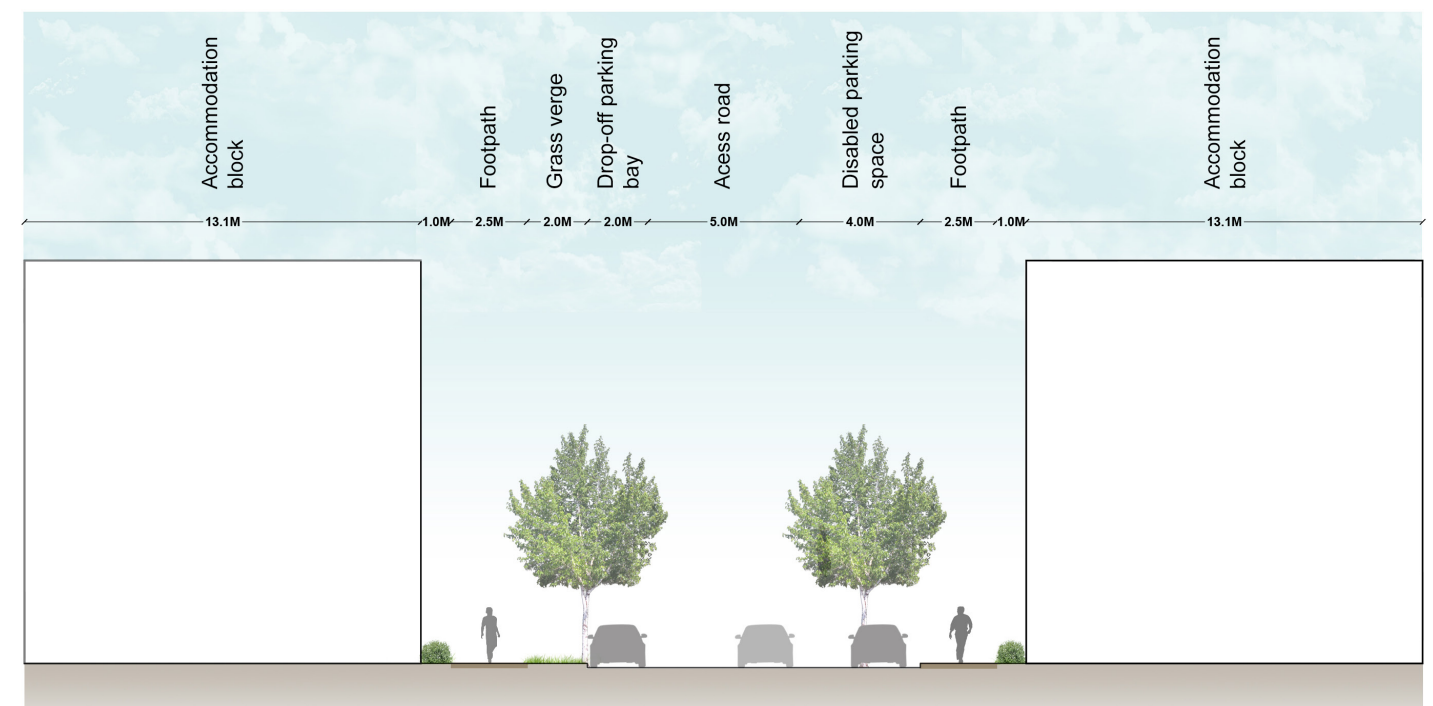 Accommodation
block
Footpath
Grass verge
Drop-off parking
bay
Acess road
Disabled parking
space
Footpath
Accommodation
block
13.1M
1.0M
2.5M
2.0M
2.0M
5.0M
4.0M
2.5M
1.0M
13.1M